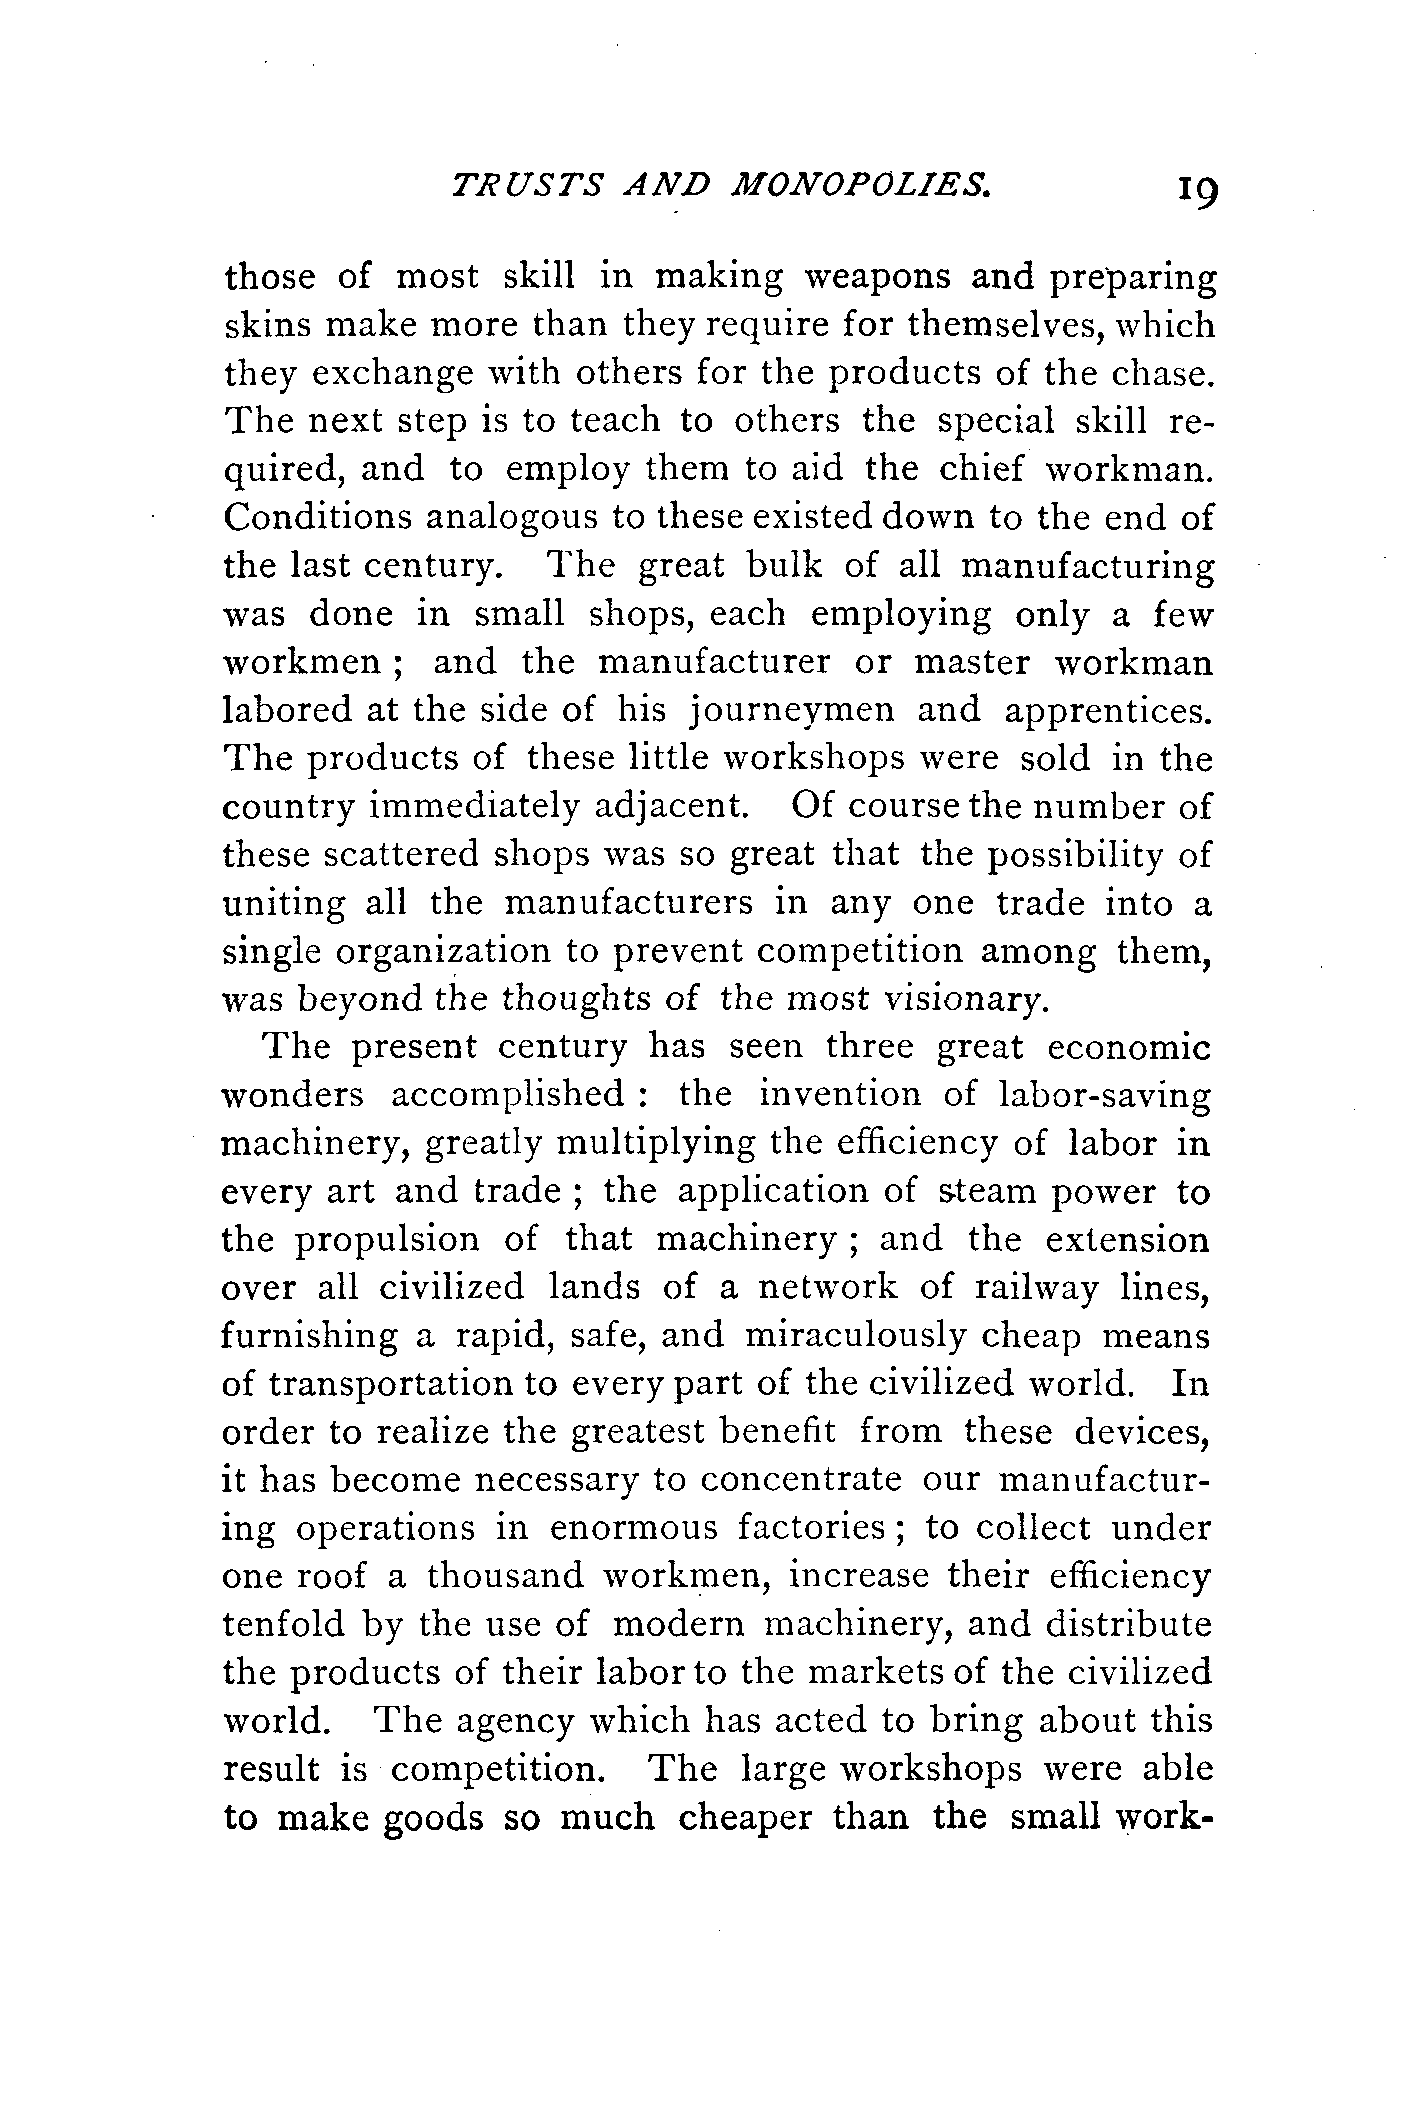 TRUSTS AND MONOPOLIES. 19
those of most skill in making weapons and preparing
skins make more than they require for themselves, which
they exchange with others for the products of the chase.
The next step is to teach to others the special skill re-
quired, and to employ them to aid the chief workman.
Conditions analogous to these existed down to the end of
the last century. The great bulk of all manufacturing
was done in small shops, each employing only a few
workmen ; and the manufacturer or master workman
labored at the side of his journeymen and apprentices.
The products of these little workshops were sold in the
country immediately adjacent. Of course the number of
these scattered shops was so great that the possibility of
uniting all the manufacturers in any one trade into a
single organization to prevent competition among them,
was beyond the thoughts of the most visionary.
The present century has seen three great economic
wonders accomplished : the invention of labor-saving
machinery, greatly multiplying the efficiency of labor in
every art and trade ; the application of steam power to
the propulsion of that machinery ; and the extension
over all civilized lands of a network of railway lines,
furnishing a rapid, safe, and miraculously cheap means
of transportation to every part of the civilized world. In
order to realize the greatest benefit from these devices,
it has become necessary to concentrate our manufactur-
ing operations in enormous factories ; to collect under
one roof a thousand workmen, increase their efficiency
tenfold by the use of modern machinery, and distribute
the products of their labor to the markets of the civilized
world. The agency which has acted to bring about this
result is competition. The large workshops were able
to make goods so much cheaper than the small work-